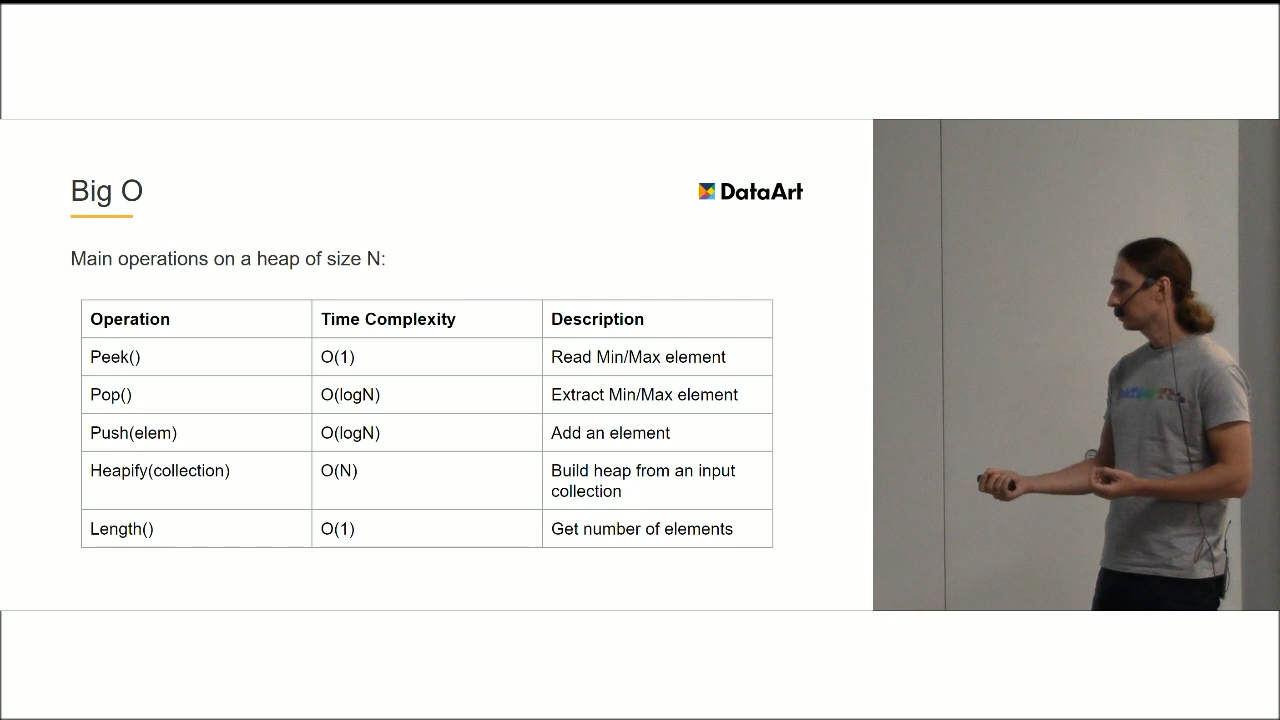 Big O
DataArt
Main operations on a heap of size N:
Operation Time Complexity Description
Peek() O(1) Read Min/Max element
Pop() O(logN) Extract Min/Max element
Push(elem) O(logN) Add an element
Heapify(collection) O(N) Build heap from an input
collection
Length() O(1) Get number of elements